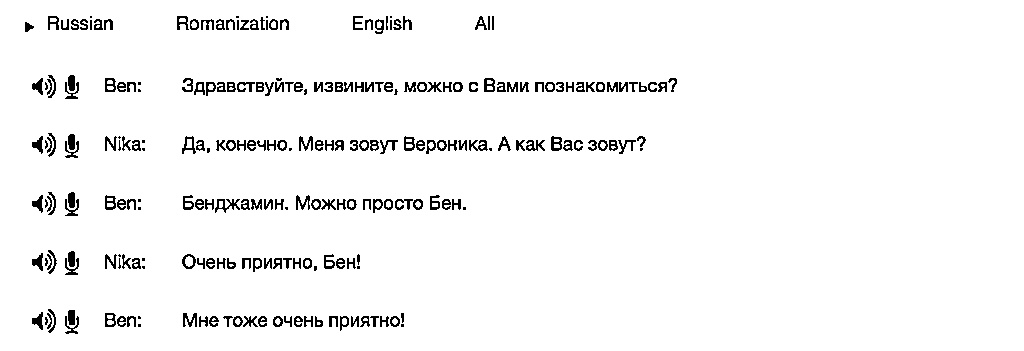 Russian Romanization English All
Ben: Здравствуйте, извините, можно с Вами познакомиться?
Nika: Да, конечно. Меня зовут Вероника. А как Вас зовут?
Ben: Бенджамин. Можно просто Бен.
Nika: Очень приятно, Бен!
Ben: Мне тоже очень приятно!